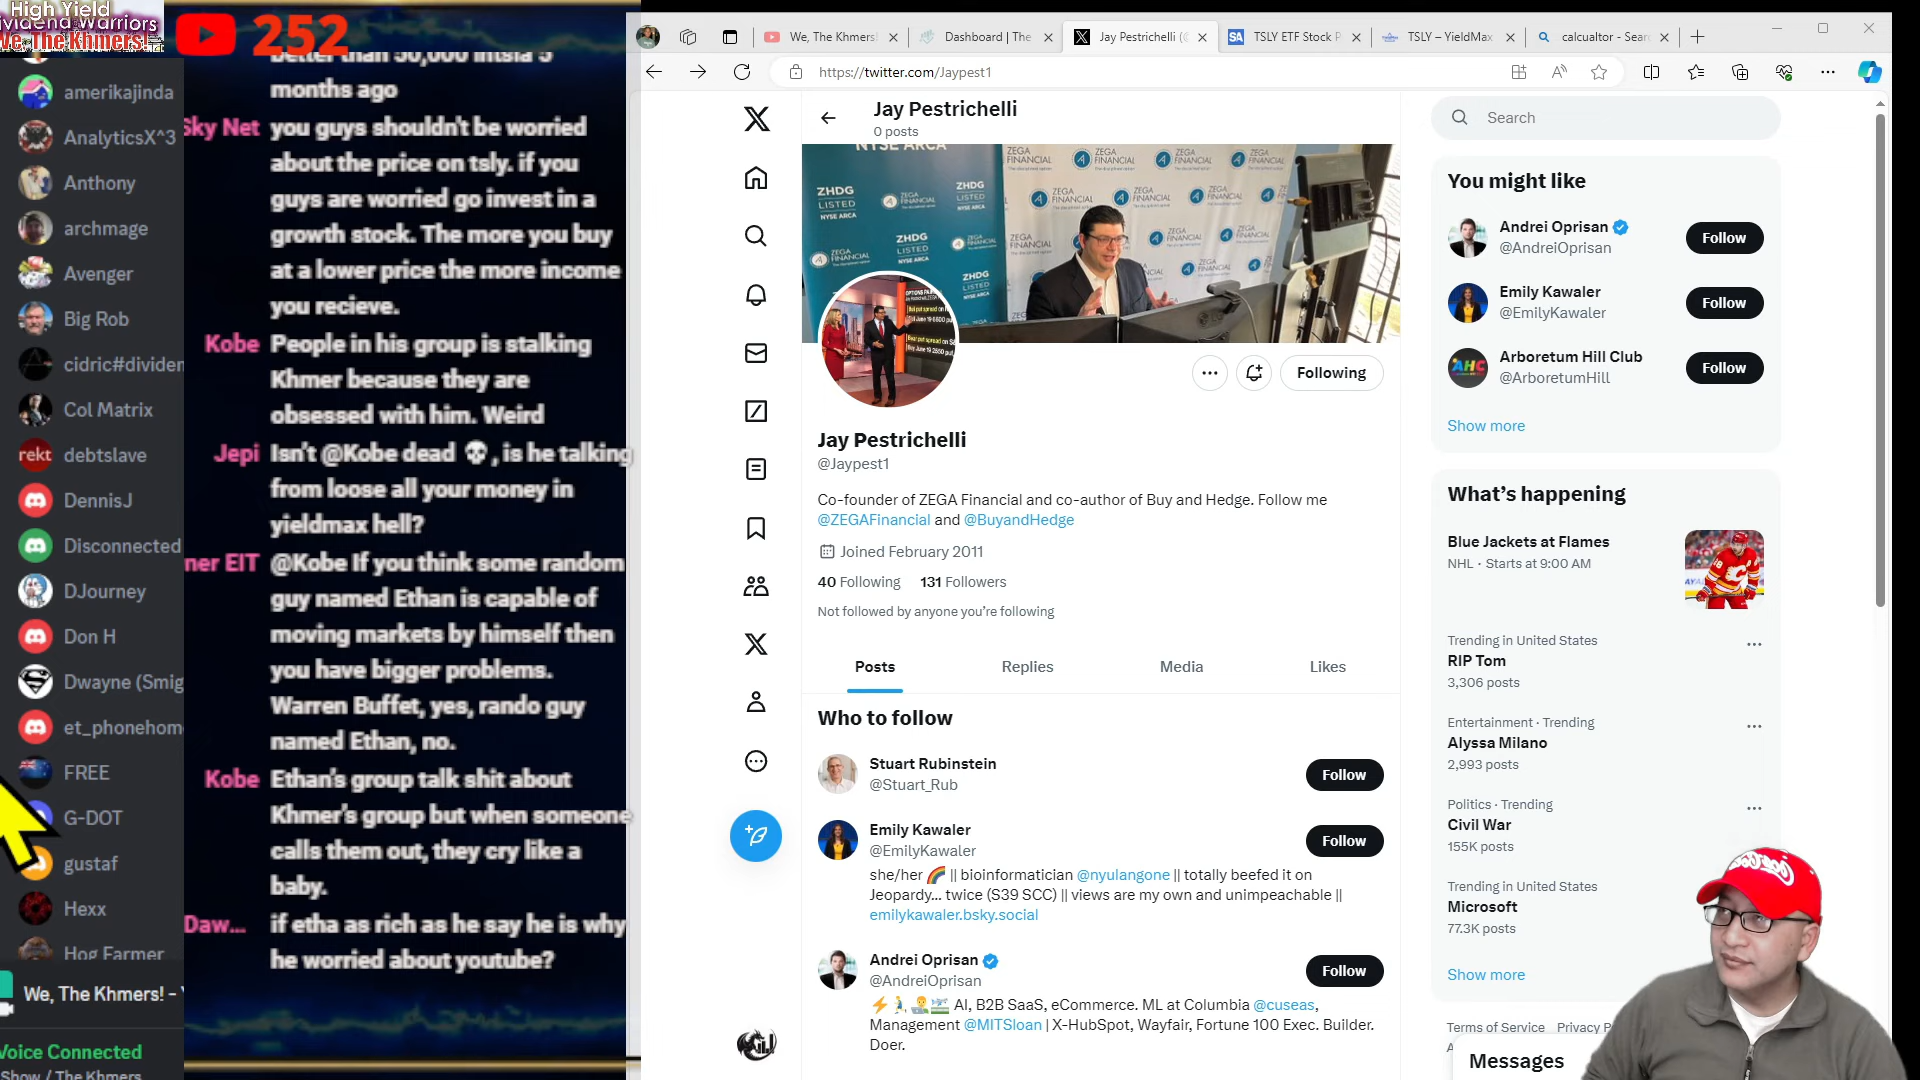 High Yield
ividend Warriors
We, The Khmers!
252
amerikajinda
AnalyticsX^3
Anthony
archmage
Avenger
Big Rob
cidric#dividen
Col Matrix
debtslave
rekt
DennisJ
Disconnected
DJourney
Don H
Dwayne (Smig
et_phonehom
FREE
G-DOT
gustaf
Hexx
Hog Farmer
We, The Khmers! -
Voice Connected
Show / The Khmers
months ago
Sky Net you guys shouldn't be worried
about the price on tsly. if you
guys are worried go invest in a
growth stock. The more you buy
at a lower price the more income
you recieve.
Kobe People in his group is stalking
Khmer because they are
obsessed with him. Weird
Jepi Isn't @Kobe dead 💀, is he talking
from loose all your money in
yieldmax hell?
ner EIT @Kobe If you think some random
guy named Ethan is capable of
moving markets by himself then
you have bigger problems.
Warren Buffet, yes, rando guy
named Ethan, no.
Kobe Ethan's group talk shit about
Khmer's group but when someone
calls them out, they cry like a
baby.
Daw... if etha as rich as he say he is why
he worried about youtube?
We, The Khmers!
Dashboard | The
Jay Pestrichelli (
TSLY ETF Stock P
TSLY – YieldMax
calcualtor - Sear
https://twitter.com/Jaypest1
Jay Pestrichelli
0 posts
NYSE ARCA
ZHDG
LISTED
NYSE ARCA
ZEGA
FINANCIAL
Following
Jay Pestrichelli
@Jaypest1
Co-founder of ZEGA Financial and co-author of Buy and Hedge. Follow me
@ZEGAFinancial and @BuyandHedge
Joined February 2011
40 Following 131 Followers
Not followed by anyone you're following
Posts Replies Media Likes
Who to follow
Stuart Rubinstein
@Stuart_Rub
Follow
Emily Kawaler
@EmilyKawaler
Follow
she/her 🌈 || bioinformatician @nyulangone || totally beefed it on
Jeopardy... twice (S39 SCC) || views are my own and unimpeachable ||
emilykawaler.bsky.social
Andrei Oprisan
@AndreiOprisan
Follow
AI, B2B SaaS, eCommerce. ML at Columbia @cuseas,
Management @MITSloan | X-HubSpot, Wayfair, Fortune 100 Exec. Builder.
Doer.
Search
You might like
Andrei Oprisan
@AndreiOprisan
Follow
Emily Kawaler
@EmilyKawaler
Follow
AHC
Arboretum Hill Club
@ArboretumHill
Follow
Show more
What's happening
Blue Jackets at Flames
NHL · Starts at 9:00 AM
Trending in United States
RIP Tom
3,306 posts
Entertainment · Trending
Alyssa Milano
2,993 posts
Politics · Trending
Civil War
155K posts
Trending in United States
Microsoft
77.3K posts
Show more
Terms of Service Privacy P
Messages